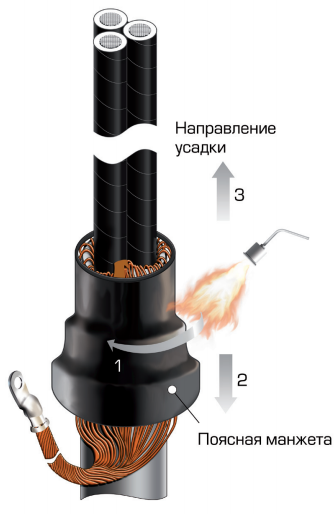 Направление
усадки
3
1
2
Поясная манжета